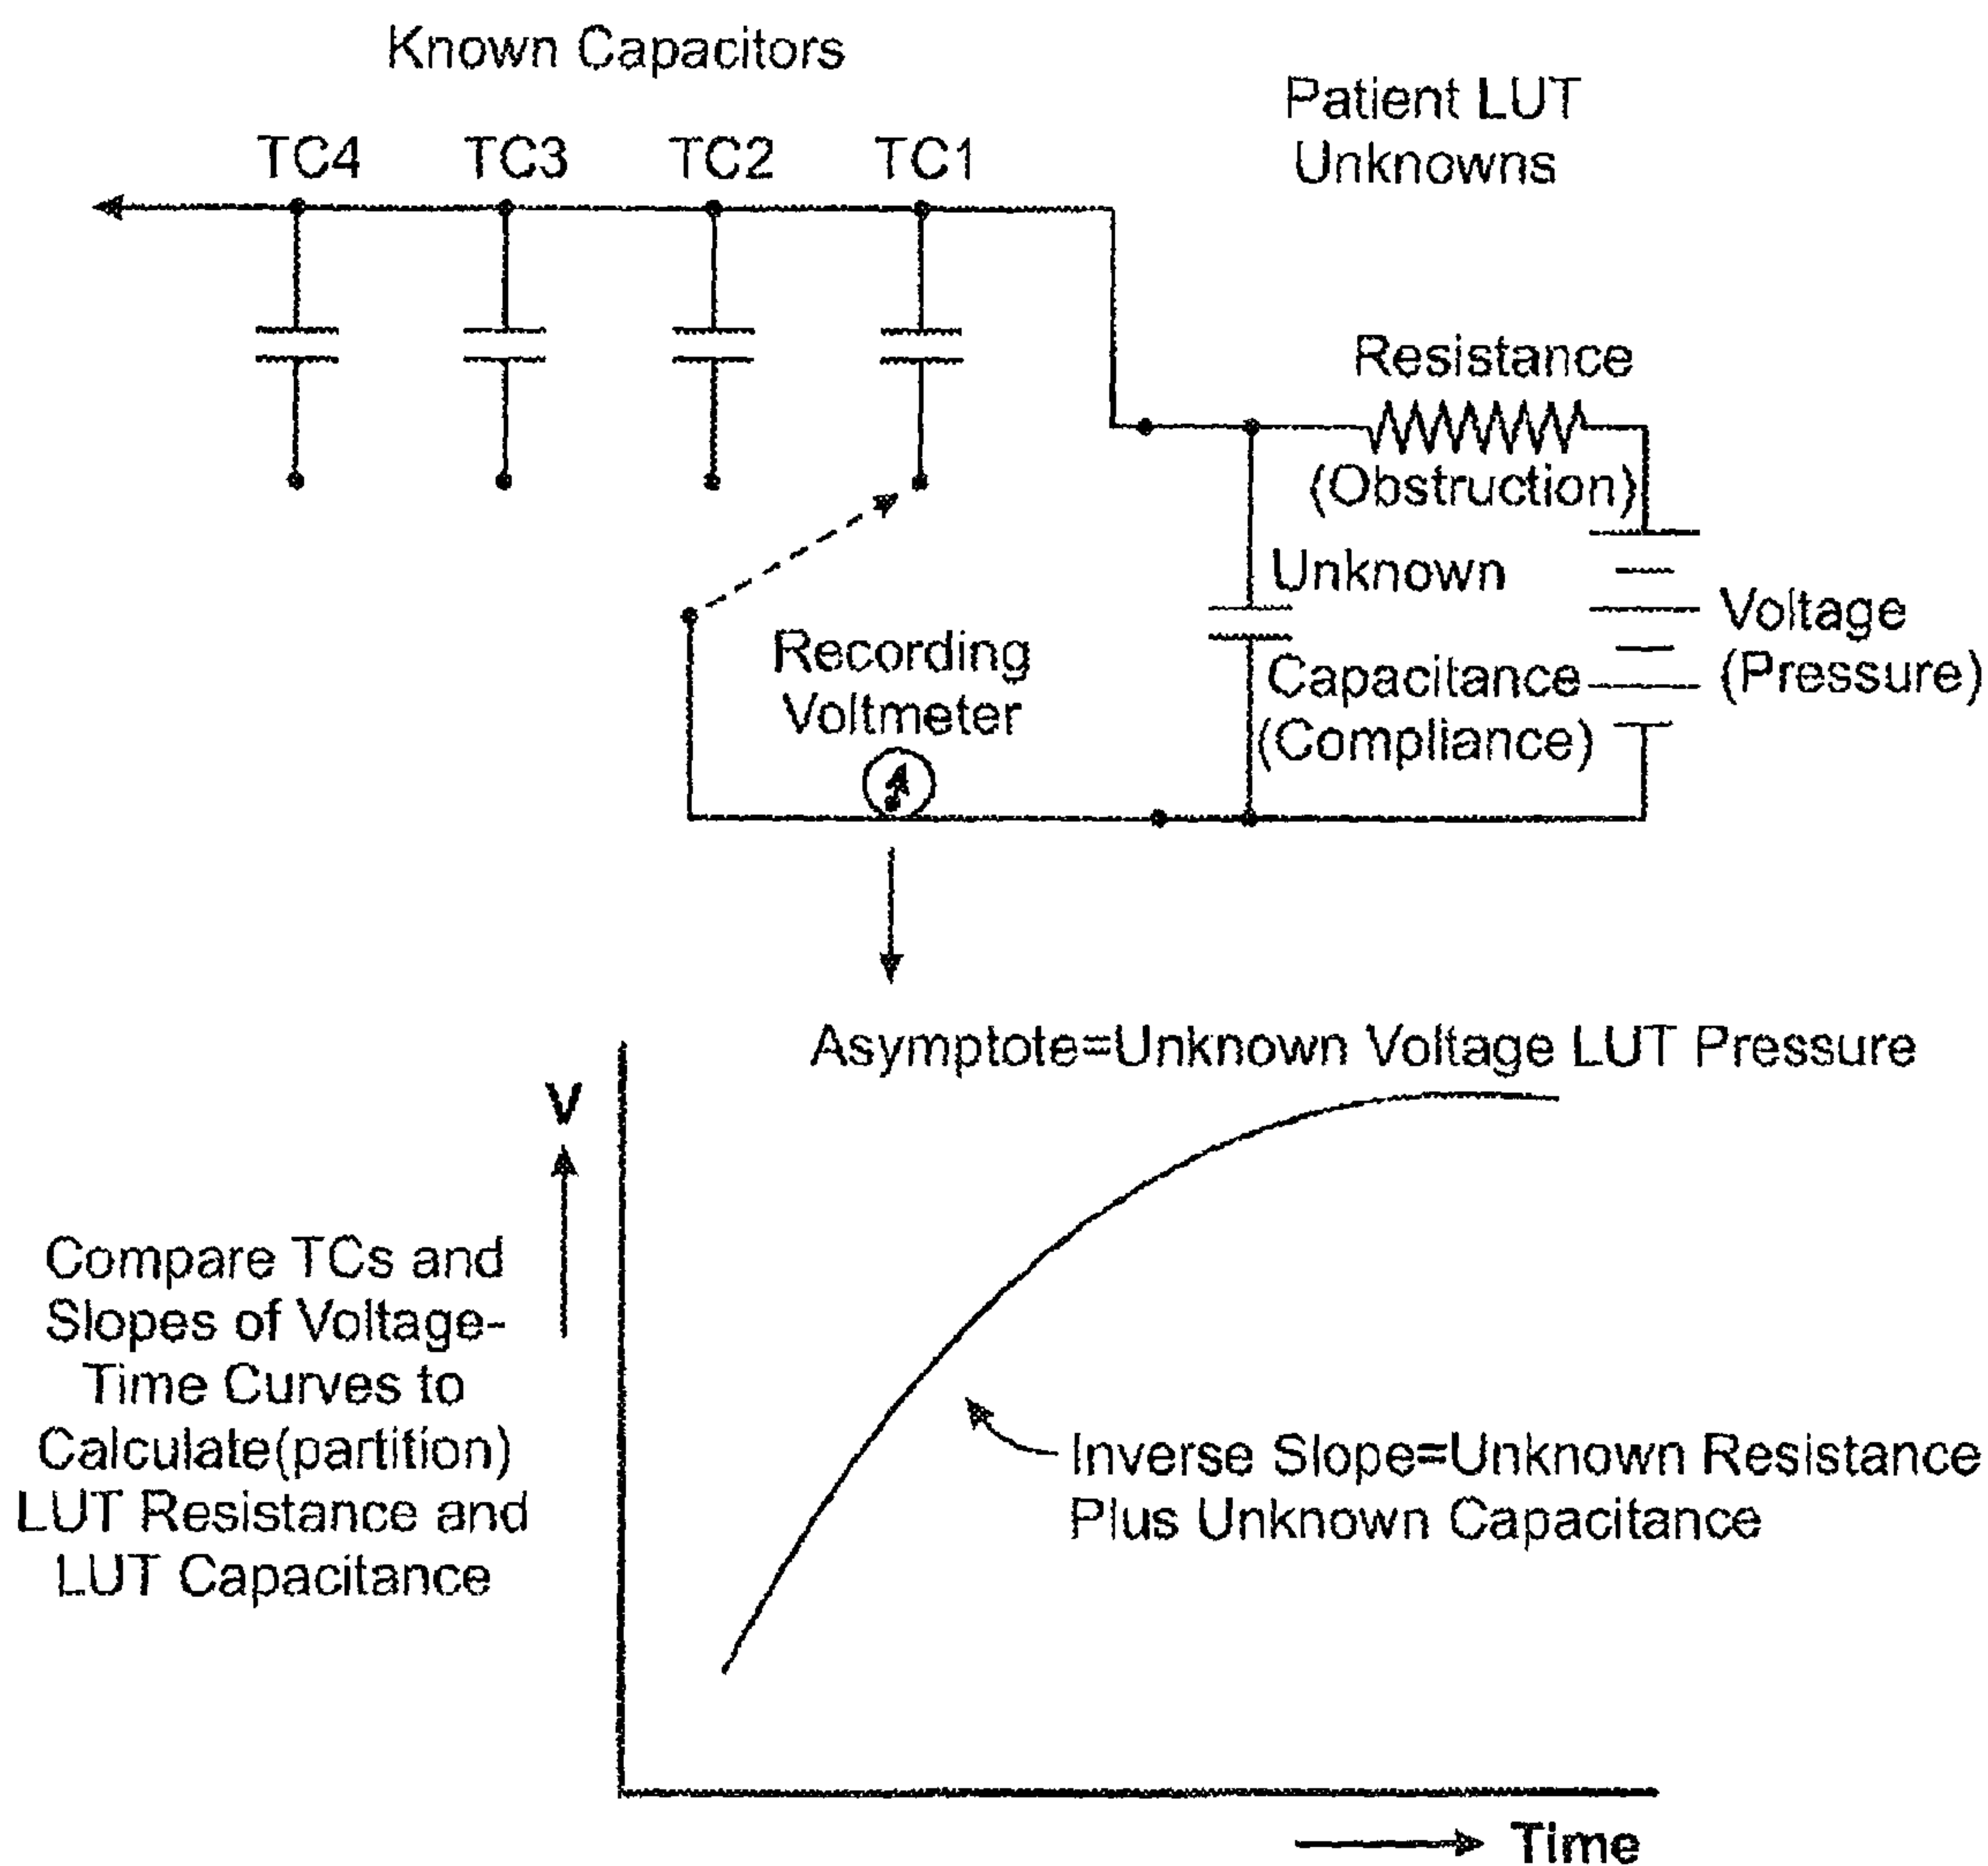 Known Capacitors
Patient LUT
Unknowns
TC4
TC3
TC2
TC1
Resistance
(Obstruction)
Unknown
Capacitance
(Compliance)
Voltage
(Pressure)
Recording
Voltmeter
Asymptote=Unknown Voltage LUT Pressure
V
Compare TCs and
Slopes of Voltage-
Time Curves to
Calculate(partition)
LUT Resistance and
LUT Capacitance
Inverse Slope=Unknown Resistance
Plus Unknown Capacitance
Time